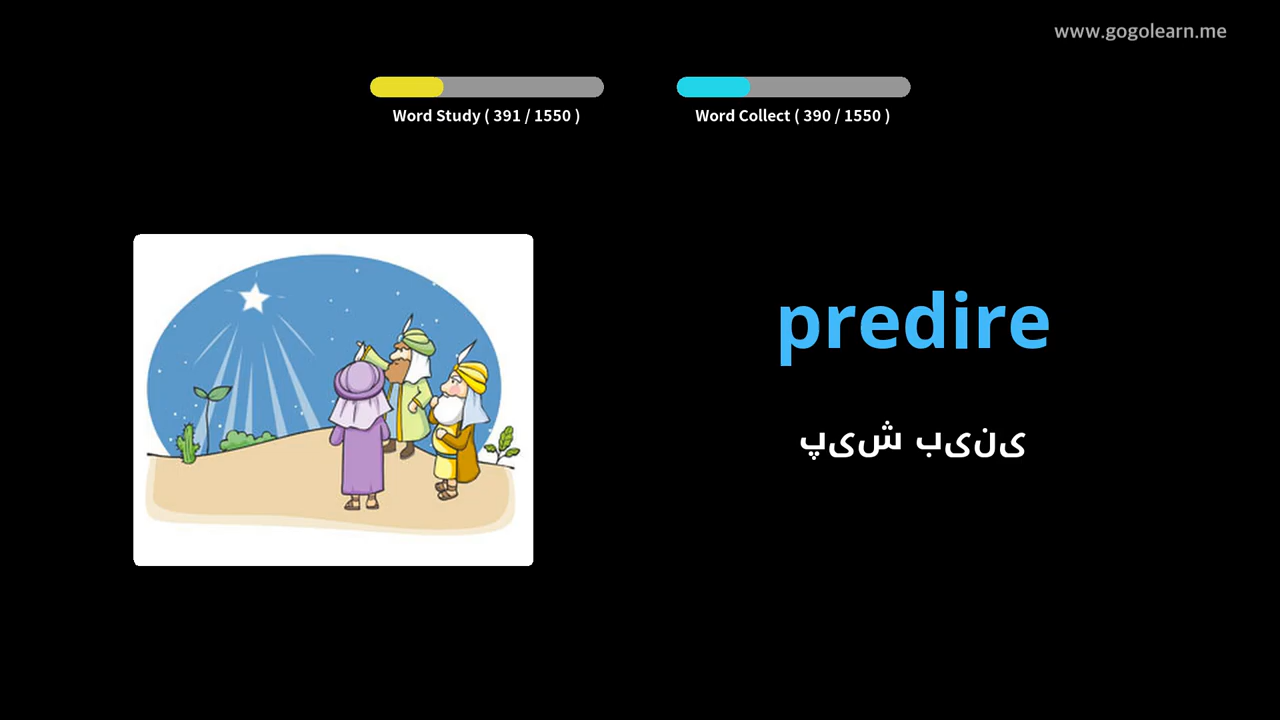 www.gogolearn.me
Word Study ( 391 / 1550 )
Word Collect ( 390 / 1550 )
predire
پیش بینی